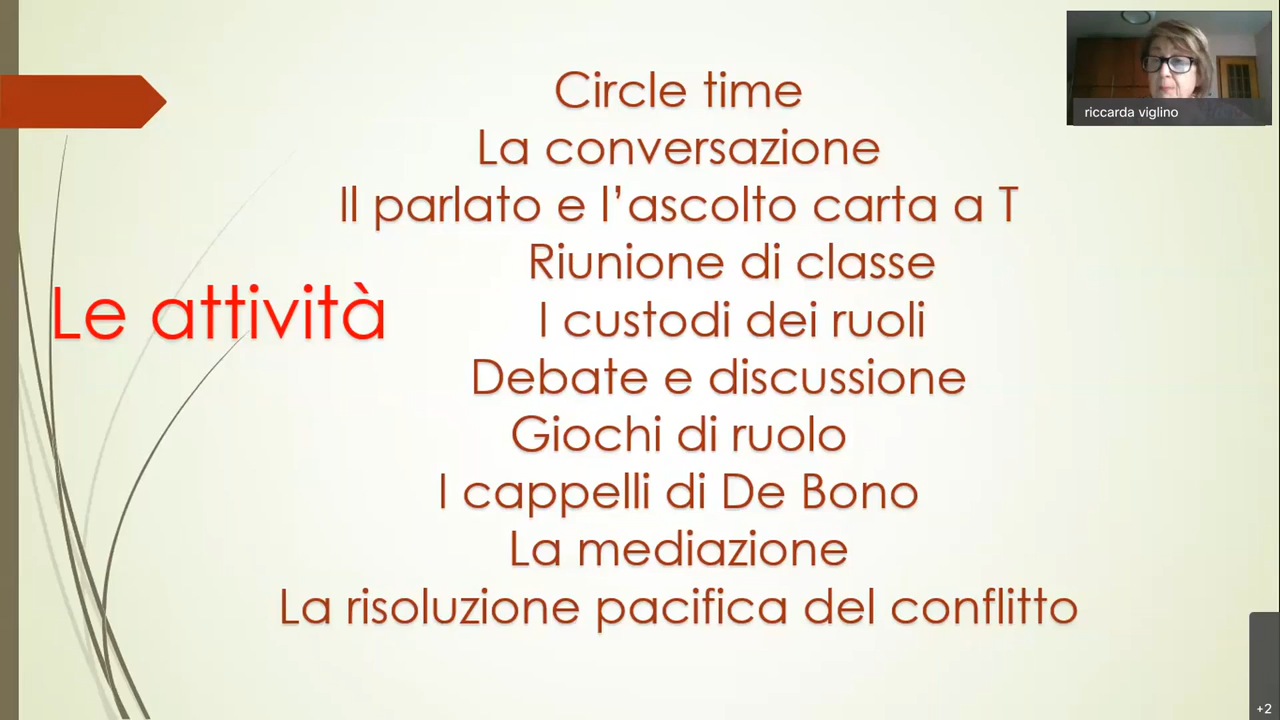 Circle time
La conversazione
Il parlato e l’ascolto carta a T
Riunione di classe
Le attività
I custodi dei ruoli
Debate e discussione
Giochi di ruolo
I cappelli di De Bono
La mediazione
La risoluzione pacifica del conflitto
riccarda viglino
+2